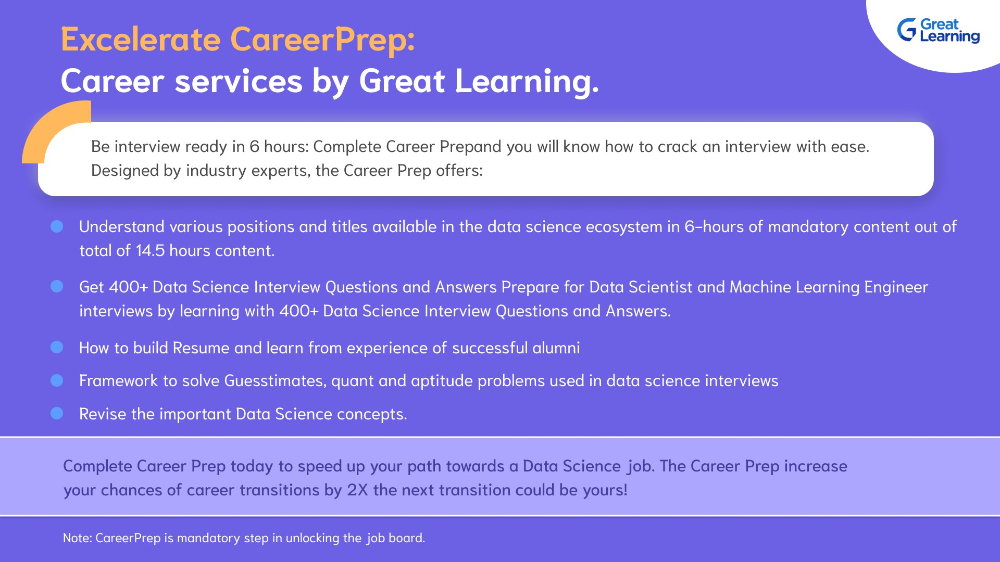 Excelerate CareerPrep:
Career services by Great Learning.
Great
Learning
Be interview ready in 6 hours: Complete Career Prepand you will know how to crack an interview with ease.
Designed by industry experts, the Career Prep offers:
Understand various positions and titles available in the data science ecosystem in 6-hours of mandatory content out of
total of 14.5 hours content.
Get 400+ Data Science Interview Questions and Answers Prepare for Data Scientist and Machine Learning Engineer
interviews by learning with 400+ Data Science Interview Questions and Answers.
How to build Resume and learn from experience of successful alumni
Framework to solve Guesstimates, quant and aptitude problems used in data science interviews
Revise the important Data Science concepts.
Complete Career Prep today to speed up your path towards a Data Science job. The Career Prep increase
your chances of career transitions by 2X the next transition could be yours!
Note: CareerPrep is mandatory step in unlocking the job board.